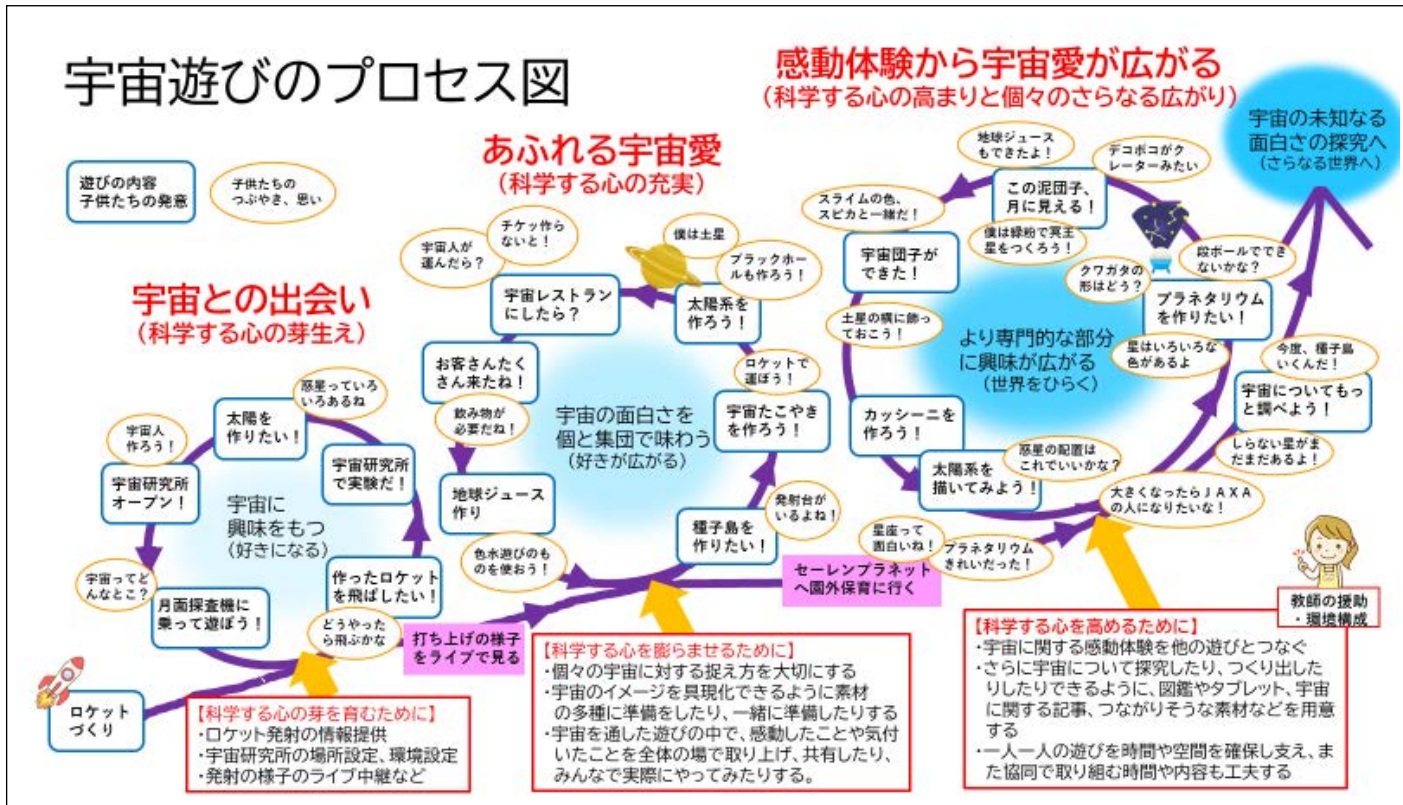 宇宙遊びのプロセス図
遊びの内容
子供たちの発意
子供たちの
つぶやき、思い
宇宙との出会い
（科学する心の芽生え）
ロケット
づくり
どうやった
ら飛ぶかな
作ったロケット
を飛ばしたい！
宇宙研究所
で実験だ！
惑星っていろ
いろあるね
太陽を
作りたい！
宇宙人
作ろう！
宇宙研究所
オープン！
宇宙ってど
んなとこ？
月面探査機に
乗って遊ぼう！
宇宙に
興味をもつ
（好きになる）
【科学する心の芽を育むために】
・ロケット発射の情報提供
・宇宙研究所の場所設定、環境設定
・発射の様子のライブ中継など
打ち上げの様子
をライブで見る
あふれる宇宙愛
（科学する心の充実）
種子島を
作りたい！
発射台が
いるよね！
宇宙たこやき
を作ろう！
ロケットで
運ぼう！
太陽系を
作ろう！
ブラックホー
ルも作ろう！
僕は土星
宇宙レストラン
にしたら？
チケッ作ら
ないと！
宇宙人が
運んだら？
お客さんたく
さん来たね！
飲み物が
必要だね！
地球ジュース
作り
色水遊びのも
のを使おう！
宇宙の面白さを
個と集団で味わう
（好きが広がる）
【科学する心を膨らませるために】
・個々の宇宙に対する捉え方を大切にする
・宇宙のイメージを具現化できるように素材
の多種に準備をしたり、一緒に準備したりする
・宇宙を通した遊びの中で、感動したことや気付
いたことを全体の場で取り上げ、共有したり、
みんなで実際にやってみたりする。
セーレンプラネット
へ園外保育に行く
感動体験から宇宙愛が広がる
（科学する心の高まりと個々のさらなる広がり）
星座って
面白いね！
プラネタリウム
きれいだった！
プラネタリウム
を作りたい！
段ボールででき
ないかな？
クワガタの
形はどう？
星はいろいろな
色があるよ
デコボコがク
レーターみたい
この泥団子、
月に見える！
僕は緑粉で冥王
星をつくろう！
地球ジュース
もできたよ！
スライムの色、
スピカと一緒だ！
宇宙団子が
できた！
土星の横に飾っ
ておこう！
カッシーニを
作ろう！
太陽系を
描いてみよう！
惑星の配置は
これでいいかな？
より専門的な部分
に興味が広がる
（世界をひらく）
大きくなったらＪＡＸＡ
の人になりたいな！
しらない星がま
だまだあるよ！
宇宙についてもっ
と調べよう！
今度、種子島
いくんだ！
宇宙の未知なる
面白さの探究へ
（さらなる世界へ）
教師の援助
・環境構成
【科学する心を高めるために】
・宇宙に関する感動体験を他の遊びとつなぐ
・さらに宇宙について探究したり、つくり出した
りしたりできるように、図鑑やタブレット、宇宙
に関する記事、つながりそうな素材などを用意
する
・一人一人の遊びを時間や空間を確保し支え、ま
た協同で取り組む時間や内容も工夫する